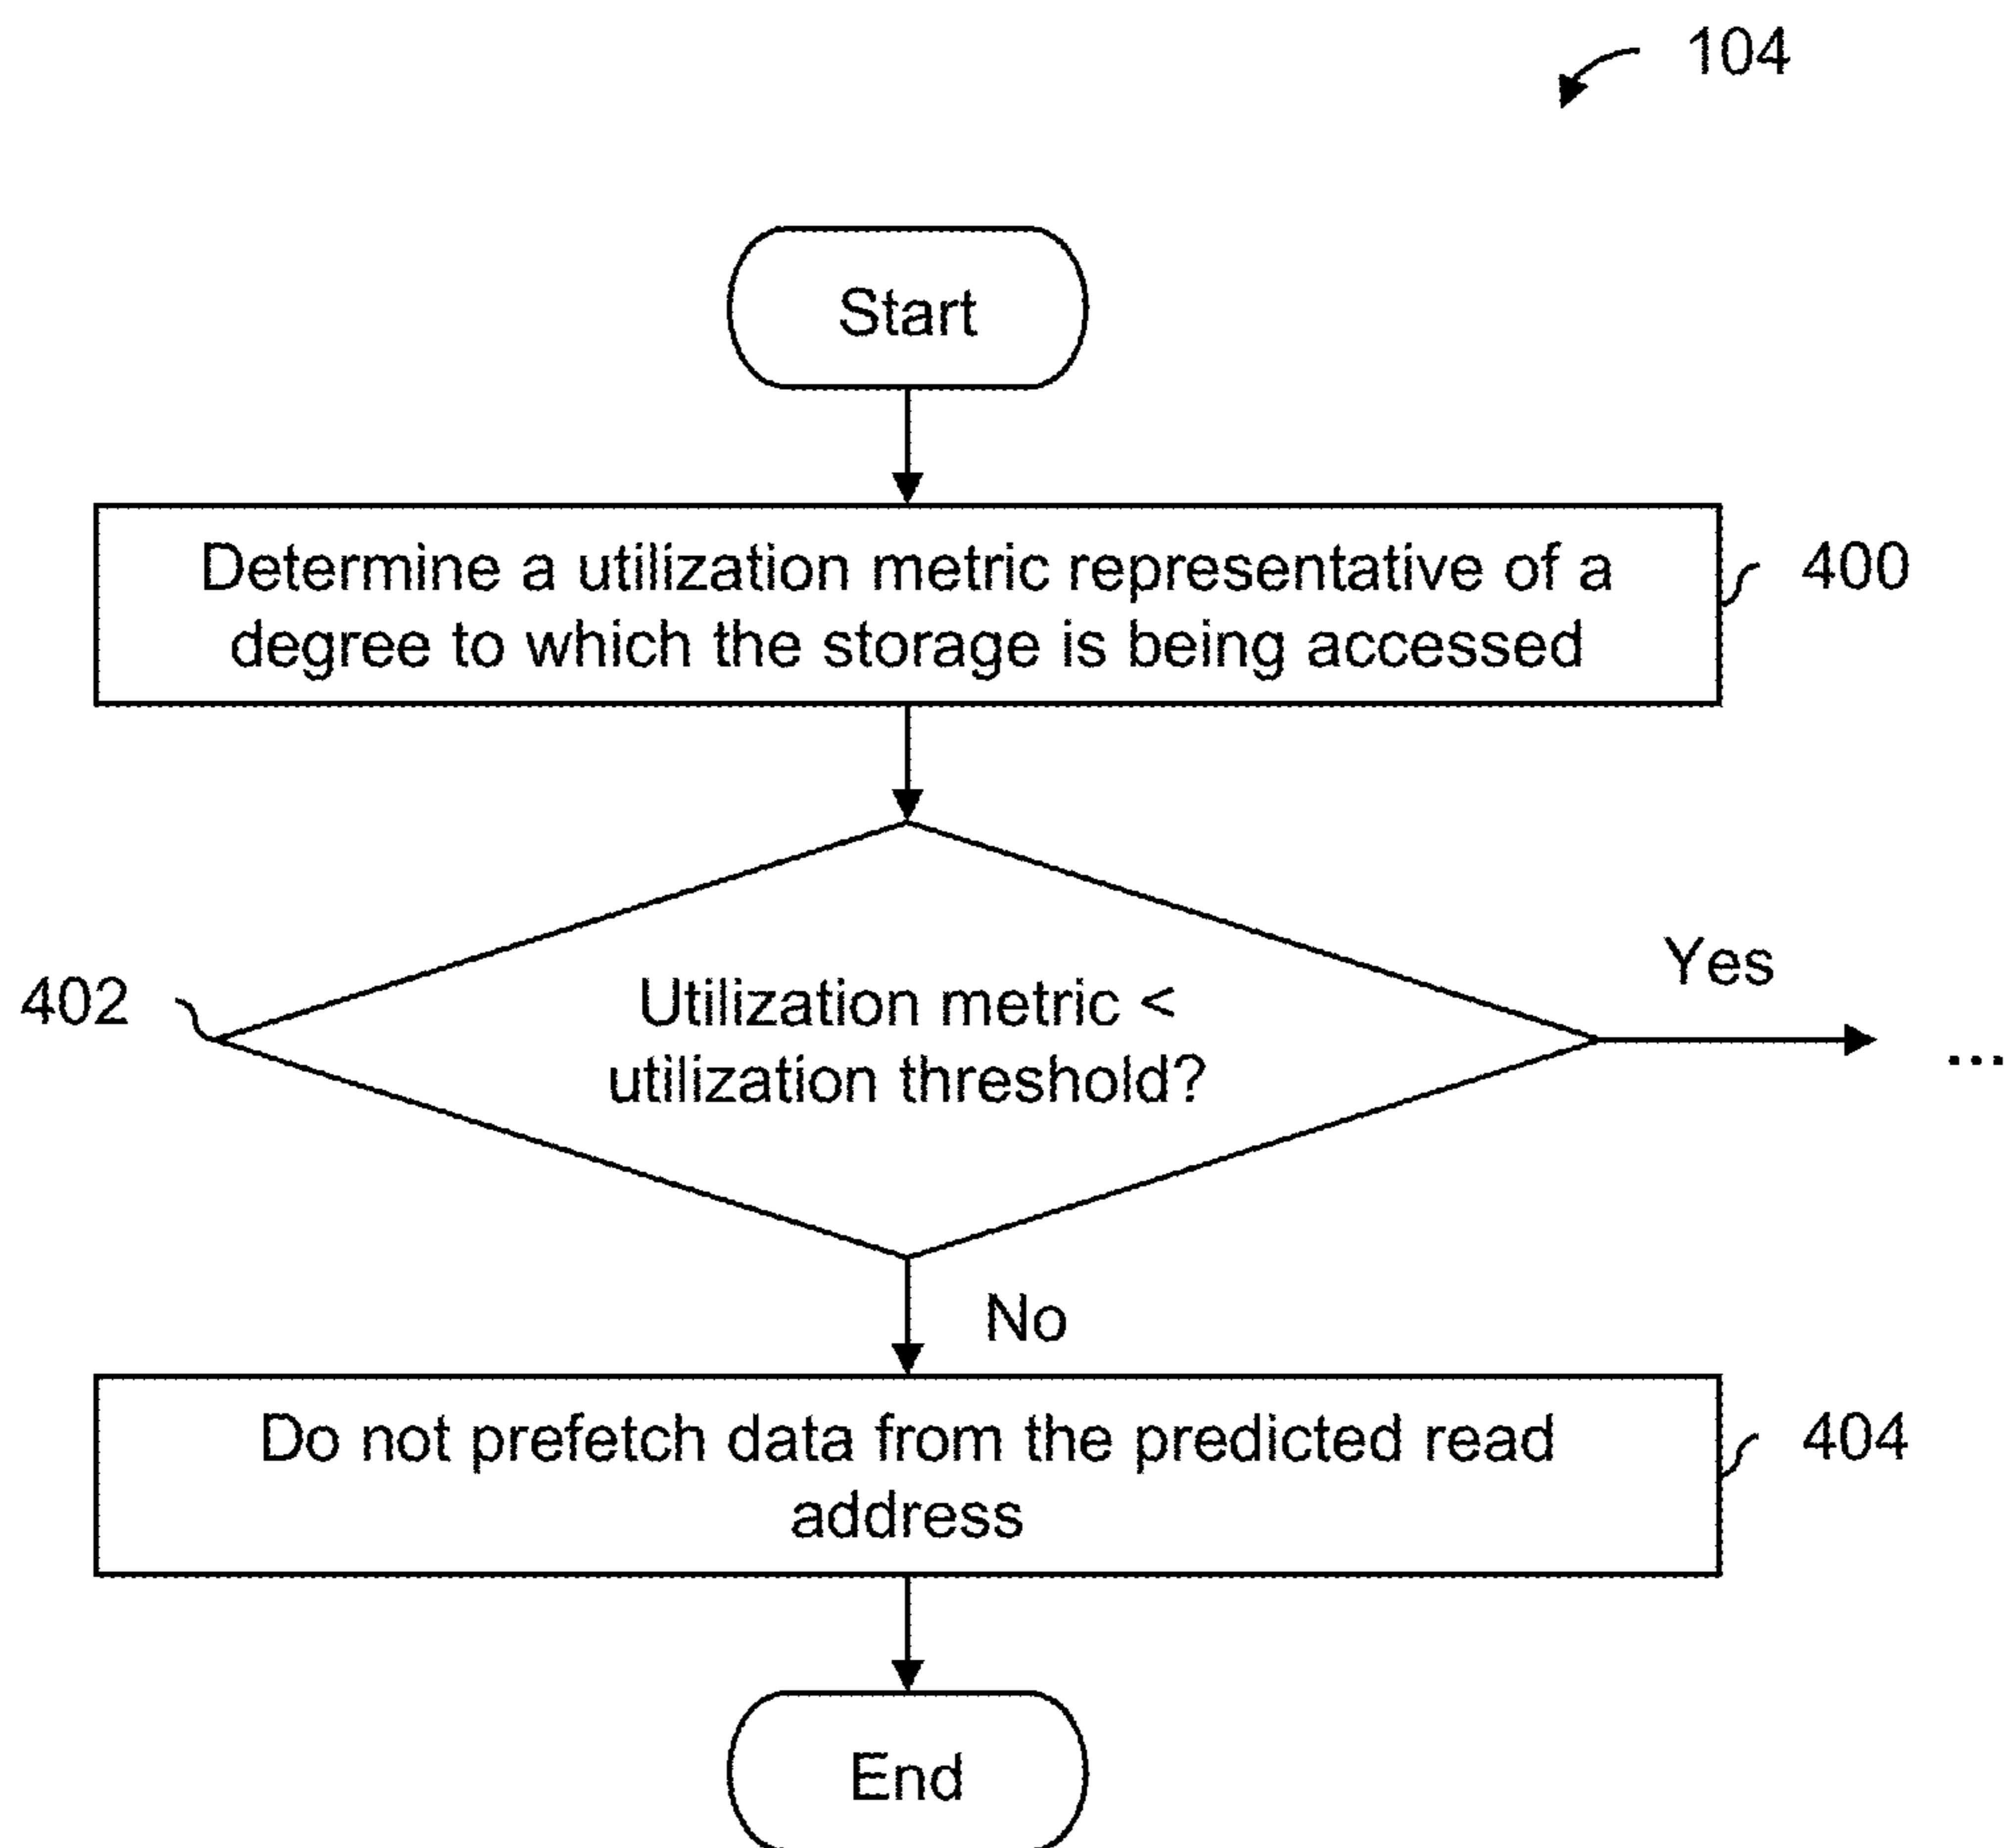 104
Start
Determine a utilization metric representative of a
degree to which the storage is being accessed
400
Yes
402
Utilization metric <
utilization threshold?
...
No
Do not prefetch data from the predicted read
address
404
End